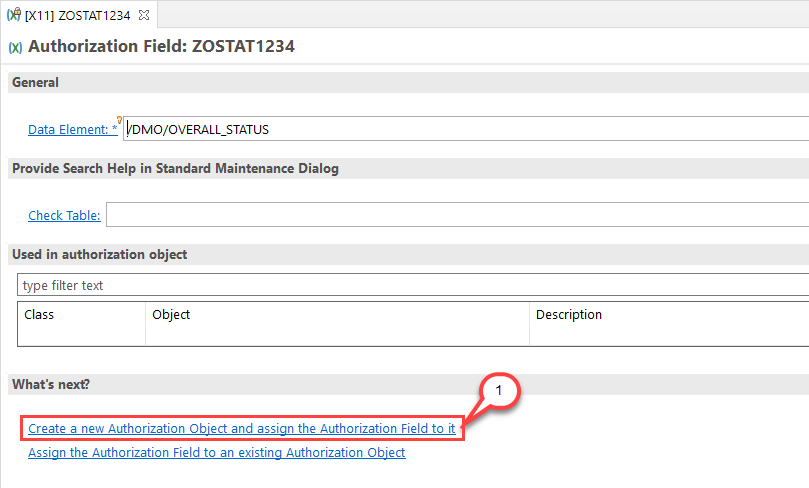 [X11] ZOSTAT1234
Authorization Field: ZOSTAT1234
General
Data Element: * /DMO/OVERALL_STATUS
Provide Search Help in Standard Maintenance Dialog
Check Table:
Used in authorization object
type filter text
Class Object Description
What's next?
1
Create a new Authorization Object and assign the Authorization Field to it
Assign the Authorization Field to an existing Authorization Object